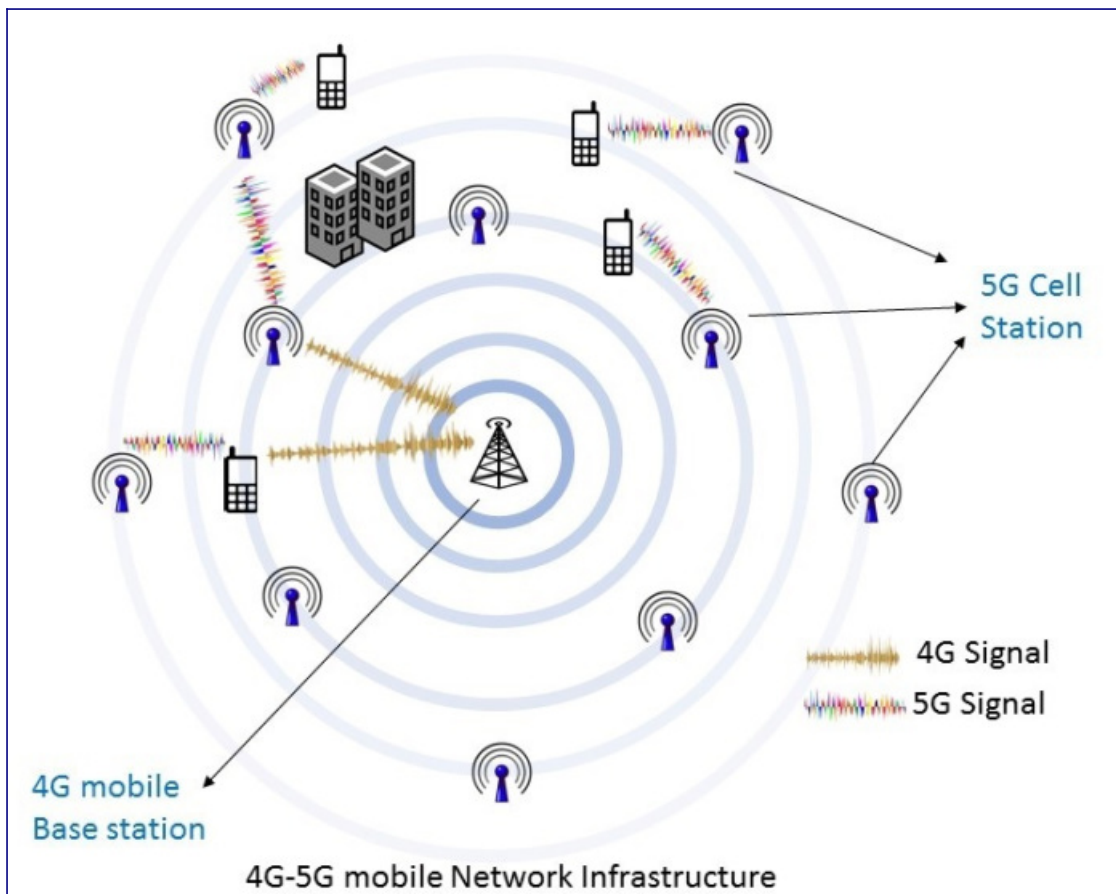 5G Cell
Station
4G Signal
5G Signal
4G mobile
Base station
4G-5G mobile Network Infrastructure